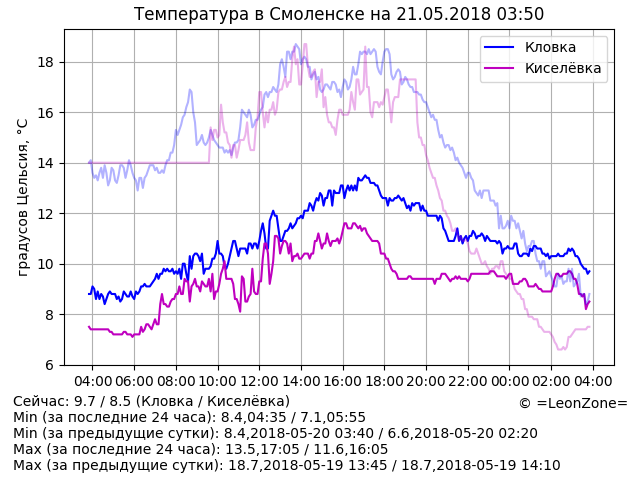 Температура в Смоленске на 21.05.2018 03:50
Кловка
Киселёвка
градусов Цельсия, °C
18
16
14
12
10
8
6
04:00 06:00 08:00 10:00 12:00 14:00 16:00 18:00 20:00 22:00 00:00 02:00 04:00
Сейчас: 9.7 / 8.5 (Кловка / Киселёвка)
© =LeonZone=
Min (за последние 24 часа): 8.4,04:35 / 7.1,05:55
Min (за предыдущие сутки): 8.4,2018-05-20 03:40 / 6.6,2018-05-20 02:20
Max (за последние 24 часа): 13.5,17:05 / 11.6,16:05
Max (за предыдущие сутки): 18.7,2018-05-19 13:45 / 18.7,2018-05-19 14:10